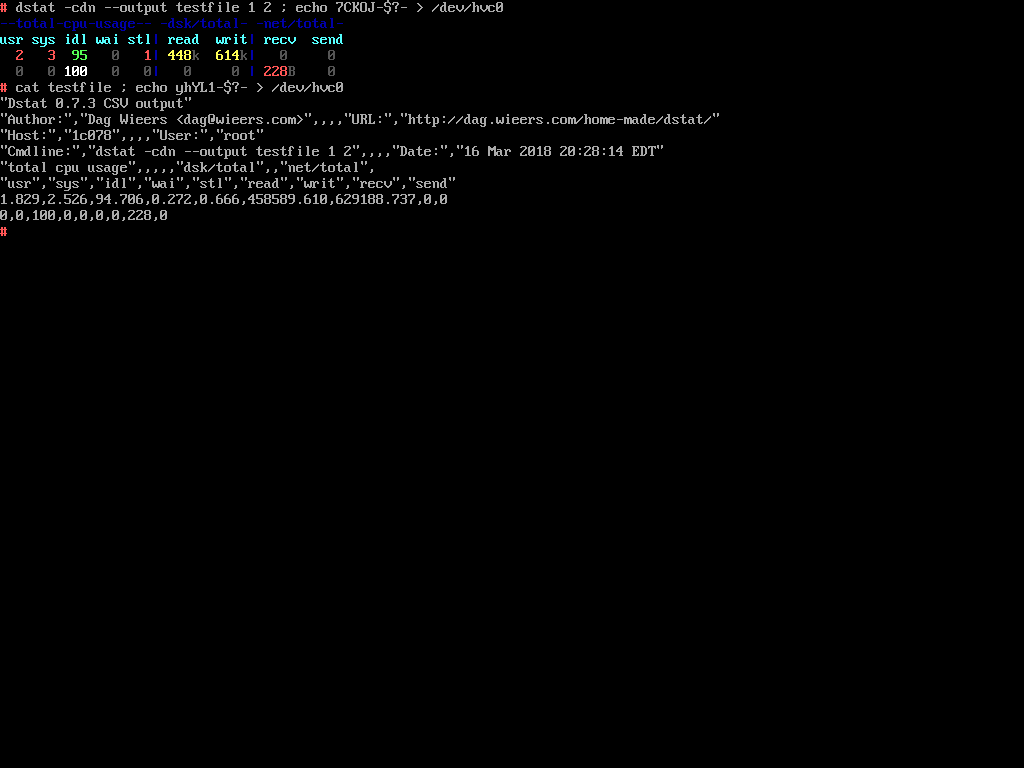 # dstat -cdn --output testfile 1 2 ; echo 7CKOJ-$?- > /dev/hvc0
--total-cpu-usage-- -dsk/total- -net/total-
usr sys idl wai stl| read  writ| recv  send
  2   3  95   0   1| 448k  614k|   0     0
  0   0 100   0   0|   0     0 | 228B    0
# cat testfile ; echo yhYL1-$?- > /dev/hvc0
"Dstat 0.7.3 CSV output"
"Author:","Dag Wieers <dag@wieers.com>",,,,"URL:","http://dag.wieers.com/home-made/dstat/"
"Host:","1c078",,,,"User:","root"
"Cmdline:","dstat -cdn --output testfile 1 2",,,,"Date:","16 Mar 2018 20:28:14 EDT"
"total cpu usage",,,,,"dsk/total",,"net/total",
"usr","sys","idl","wai","stl","read","writ","recv","send"
1.829,2.526,94.706,0.272,0.666,458589.610,629188.737,0,0
0,0,100,0,0,0,0,228,0
#